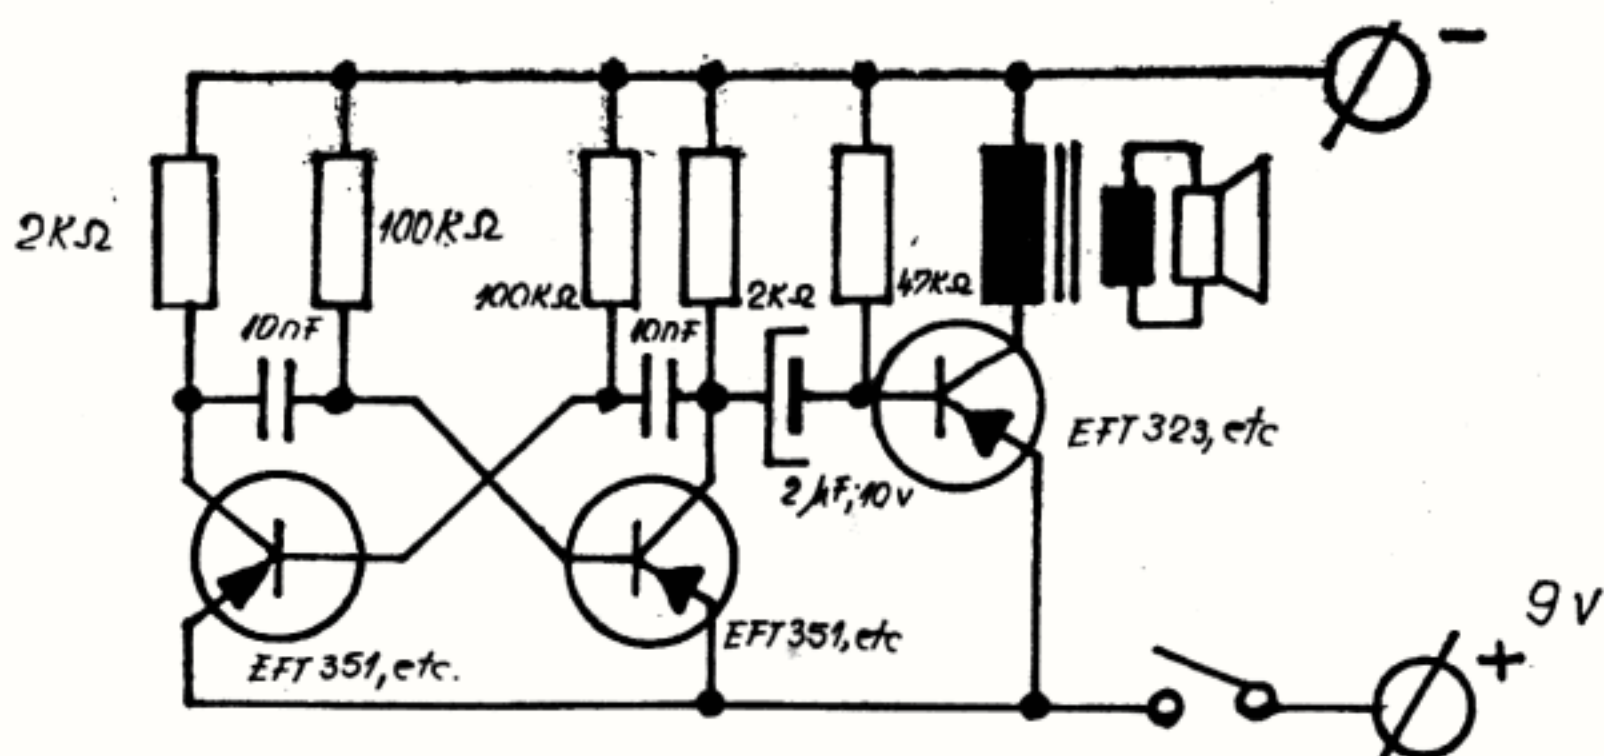 −
2KΩ
100KΩ
100KΩ
2KΩ
47KΩ
10nF
10nF
2µF; 10v
EFT 323, etc
EFT 351, etc.
EFT 351, etc
9v
+